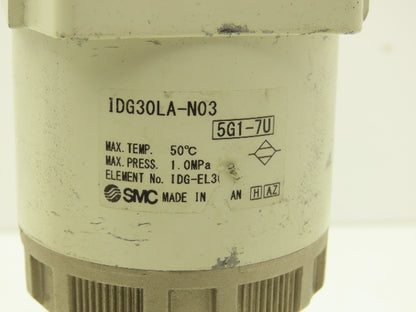 IDG30LA-N03
5G1-7U
MAX. TEMP. 50℃
MAX. PRESS. 1.0MPa
ELEMENT No. IDG-EL30
SMC MADE IN AN H AZ